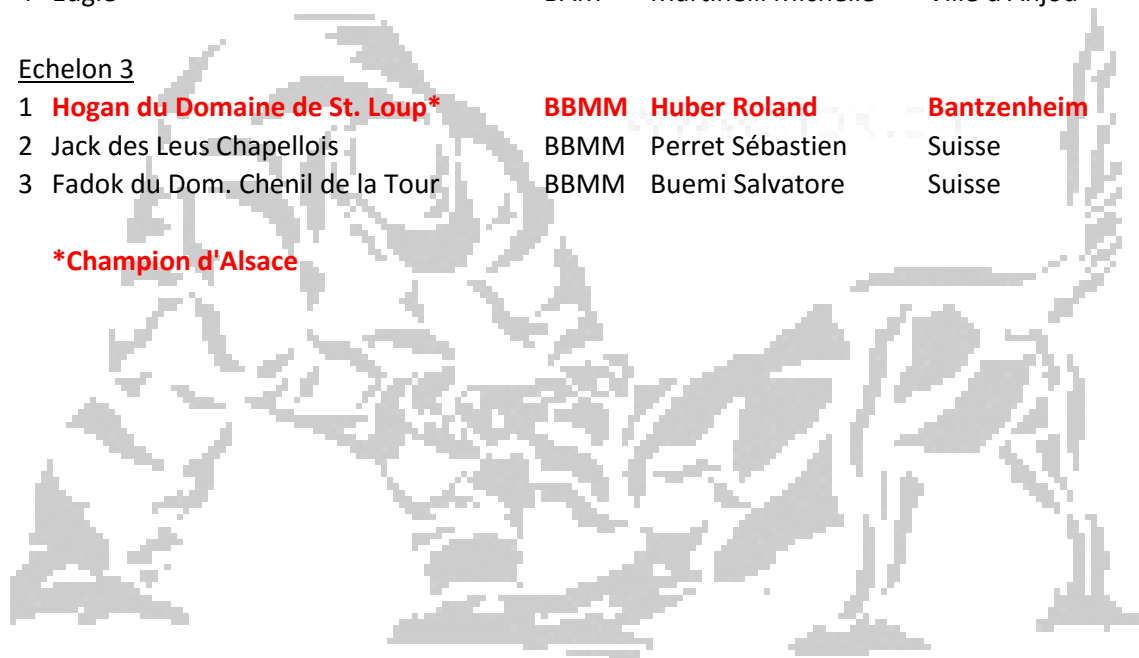 Echelon 3
1 Hogan du Domaine de St. Loup* BBMM Huber Roland Bantzenheim
2 Jack des Leus Chapellois BBMM Perret Sébastien Suisse
3 Fadok du Dom. Chenil de la Tour BBMM Buemi Salvatore Suisse
*Champion d'Alsace